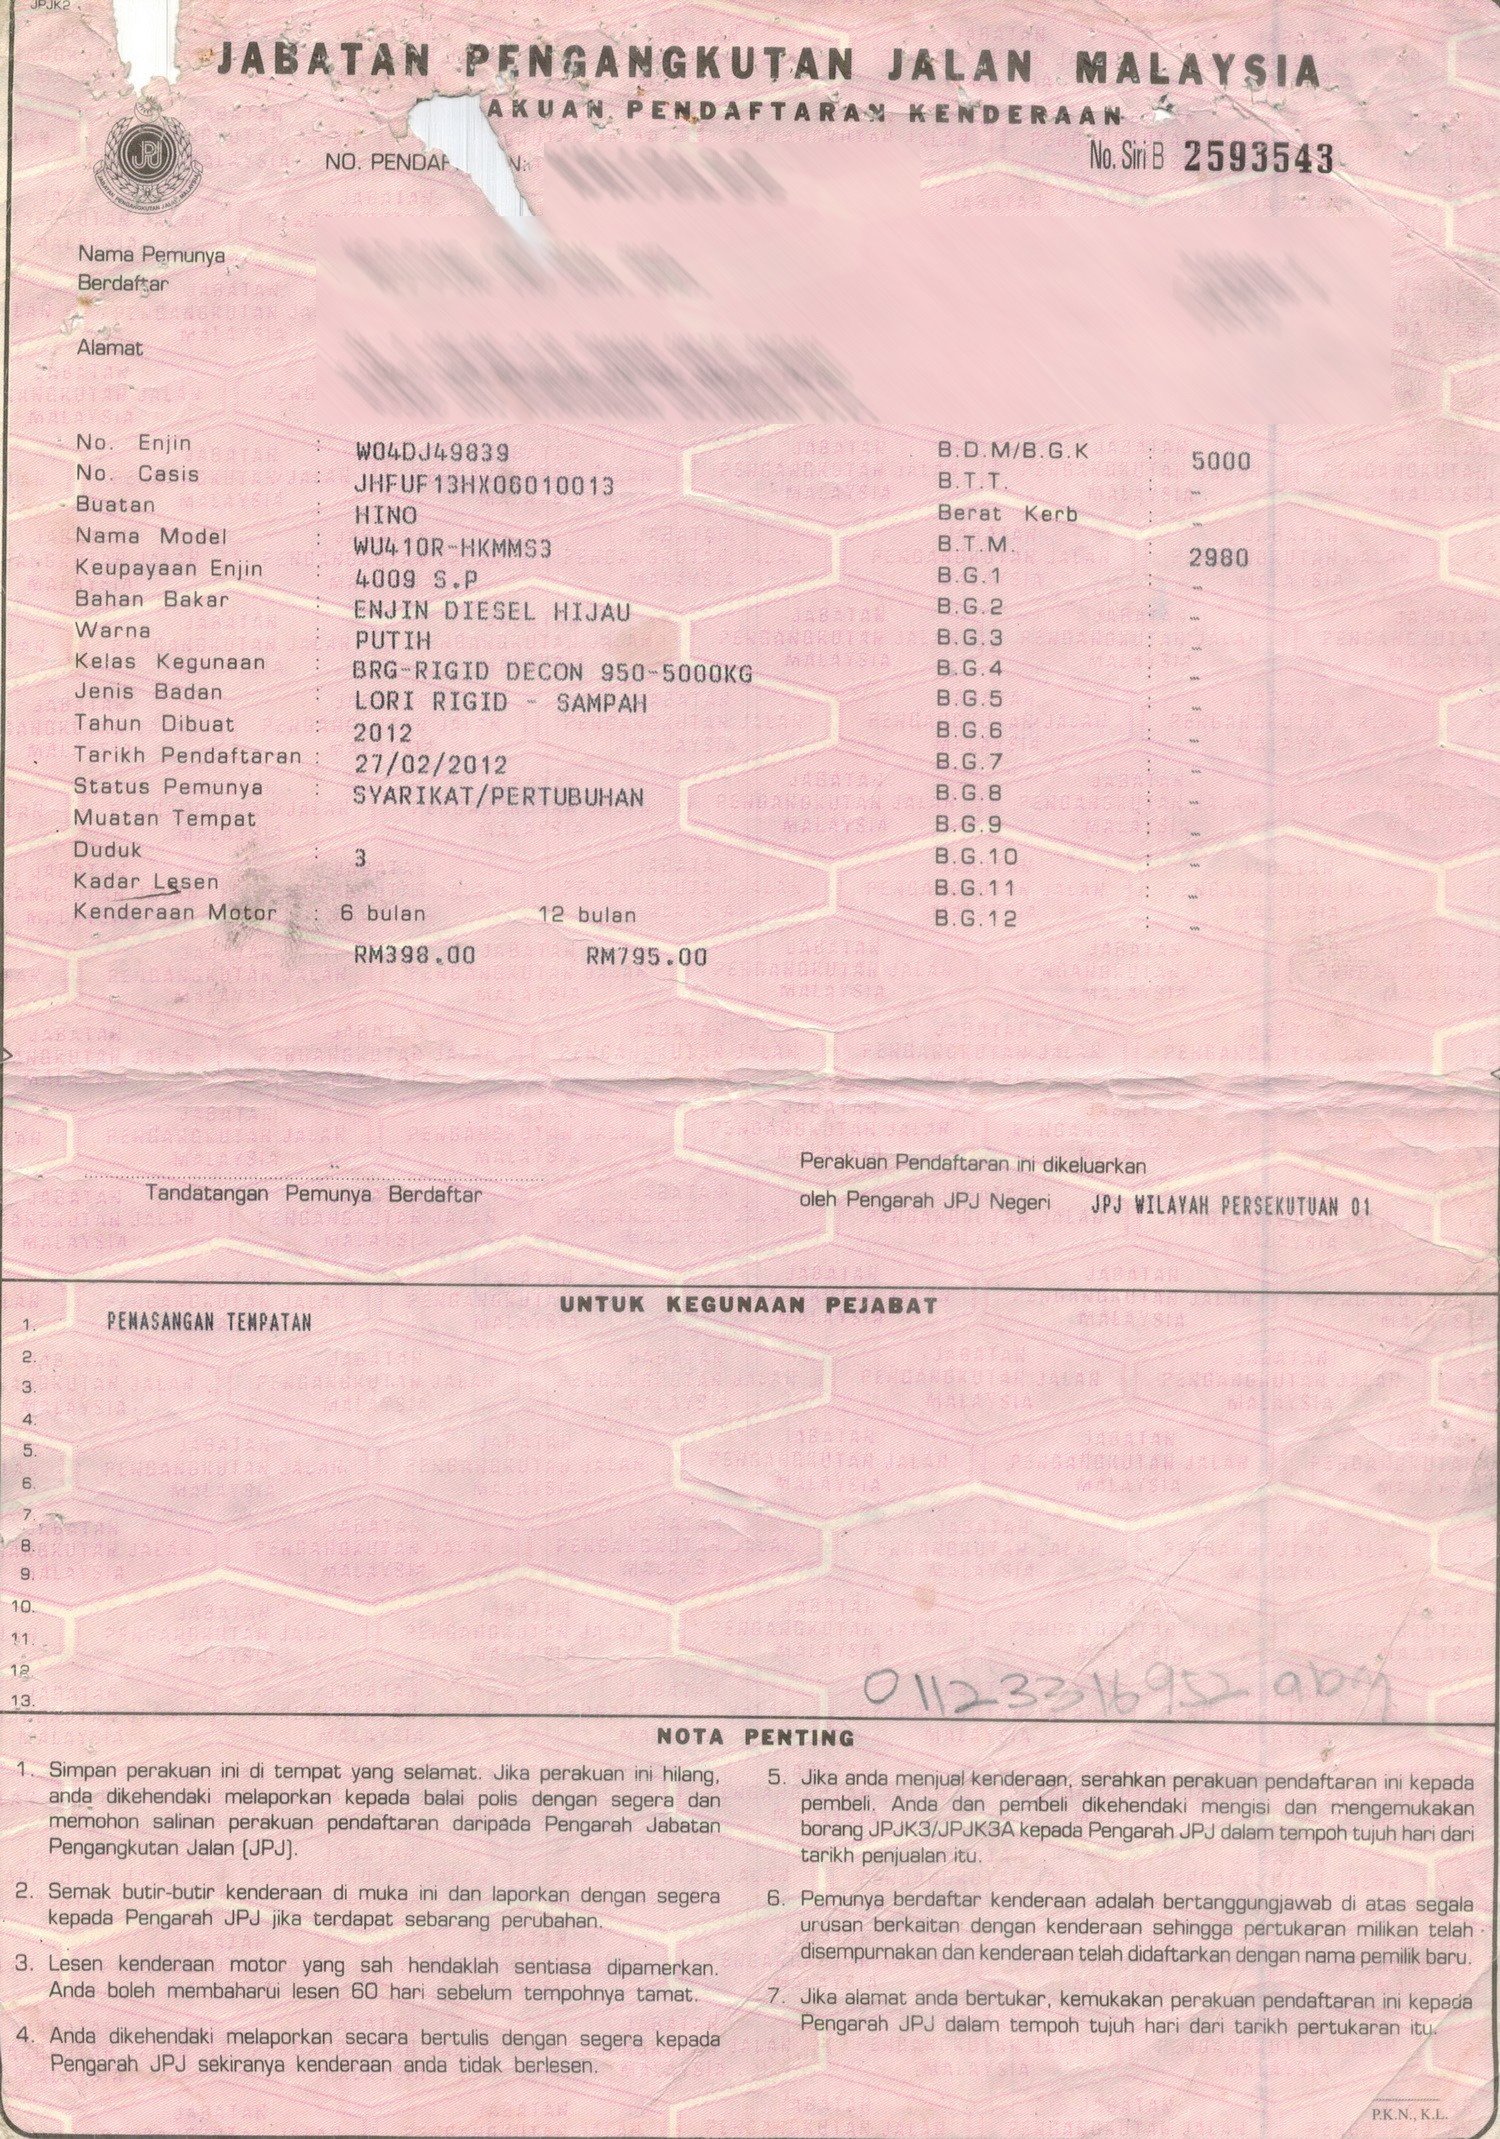 JPJK2
JABATAN PENGANGKUTAN JALAN MALAYSIA
AKUAN PENDAFTARAN KENDERAAN
NO. PENDAF N:
No. Siri B 2593543
JPJ
Nama Pemunya
Berdaftar
Alamat
No. Enjin : W04DJ49839 B.D.M/B.G.K : 5000
No. Casis : JHFUF13HX06010013 B.T.T. : -
Buatan : HINO Berat Kerb : -
Nama Model : WU410R-HKMMS3 B.T.M. : 2980
Keupayaan Enjin : 4009 S.P B.G.1 : -
Bahan Bakar : ENJIN DIESEL HIJAU B.G.2 : -
Warna : PUTIH B.G.3 : -
Kelas Kegunaan : BRG-RIGID DECON 950-5000KG B.G.4 : -
Jenis Badan : LORI RIGID - SAMPAH B.G.5 : -
Tahun Dibuat : 2012 B.G.6 : -
Tarikh Pendaftaran : 27/02/2012 B.G.7 : -
Status Pemunya : SYARIKAT/PERTUBUHAN B.G.8 : -
Muatan Tempat B.G.9 : -
Duduk : 3 B.G.10 : -
Kadar Lesen B.G.11 : -
Kenderaan Motor : 6 bulan 12 bulan B.G.12 : -
RM398.00 RM795.00
Tandatangan Pemunya Berdaftar
Perakuan Pendaftaran ini dikeluarkan
oleh Pengarah JPJ Negeri JPJ WILAYAH PERSEKUTUAN 01
UNTUK KEGUNAAN PEJABAT
1. PEMASANGAN TEMPATAN
2.
3.
4.
5.
6.
7.
8.
9.
10.
11.
12.
13.
01123316952
NOTA PENTING
1. Simpan perakuan ini di tempat yang selamat. Jika perakuan ini hilang,
anda dikehendaki melaporkan kepada balai polis dengan segera dan
memohon salinan perakuan pendaftaran daripada Pengarah Jabatan
Pengangkutan Jalan (JPJ).
2. Semak butir-butir kenderaan di muka ini dan laporkan dengan segera
kepada Pengarah JPJ jika terdapat sebarang perubahan.
3. Lesen kenderaan motor yang sah hendaklah sentiasa dipamerkan.
Anda boleh membaharui lesen 60 hari sebelum tempohnya tamat.
4. Anda dikehendaki melaporkan secara bertulis dengan segera kepada
Pengarah JPJ sekiranya kenderaan anda tidak berlesen.
5. Jika anda menjual kenderaan, serahkan perakuan pendaftaran ini kepada
pembeli. Anda dan pembeli dikehendaki mengisi dan mengemukakan
borang JPJK3/JPJK3A kepada Pengarah JPJ dalam tempoh tujuh hari dari
tarikh penjualan itu.
6. Pemunya berdaftar kenderaan adalah bertanggungjawab di atas segala
urusan berkaitan dengan kenderaan sehingga pertukaran milikan telah
disempurnakan dan kenderaan telah didaftarkan dengan nama pemilik baru.
7. Jika alamat anda bertukar, kemukakan perakuan pendaftaran ini kepada
Pengarah JPJ dalam tempoh tujuh hari dari tarikh pertukaran itu.
P.K.N., K.L.